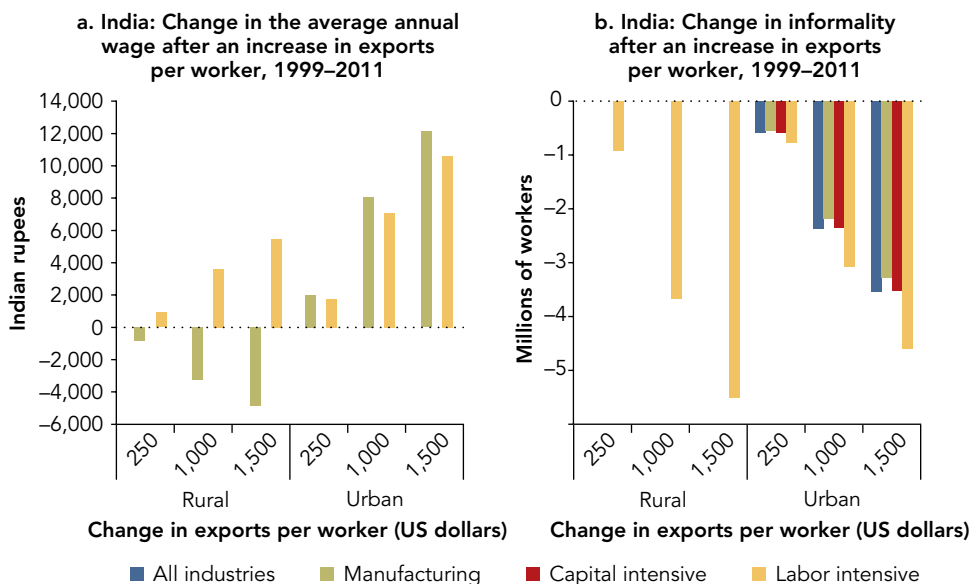 a. India: Change in the average annual
wage after an increase in exports
per worker, 1999–2011
14,000
12,000
10,000
8,000
6,000
4,000
2,000
0
–2,000
–4,000
–6,000
Indian rupees
250
1,000
1,500
250
1,000
1,500
Rural
Urban
Change in exports per worker (US dollars)
b. India: Change in informality
after an increase in exports
per worker, 1999–2011
0
–1
–2
–3
–4
–5
Millions of workers
250
1,000
1,500
250
1,000
1,500
Rural
Urban
Change in exports per worker (US dollars)
All industries
Manufacturing
Capital intensive
Labor intensive